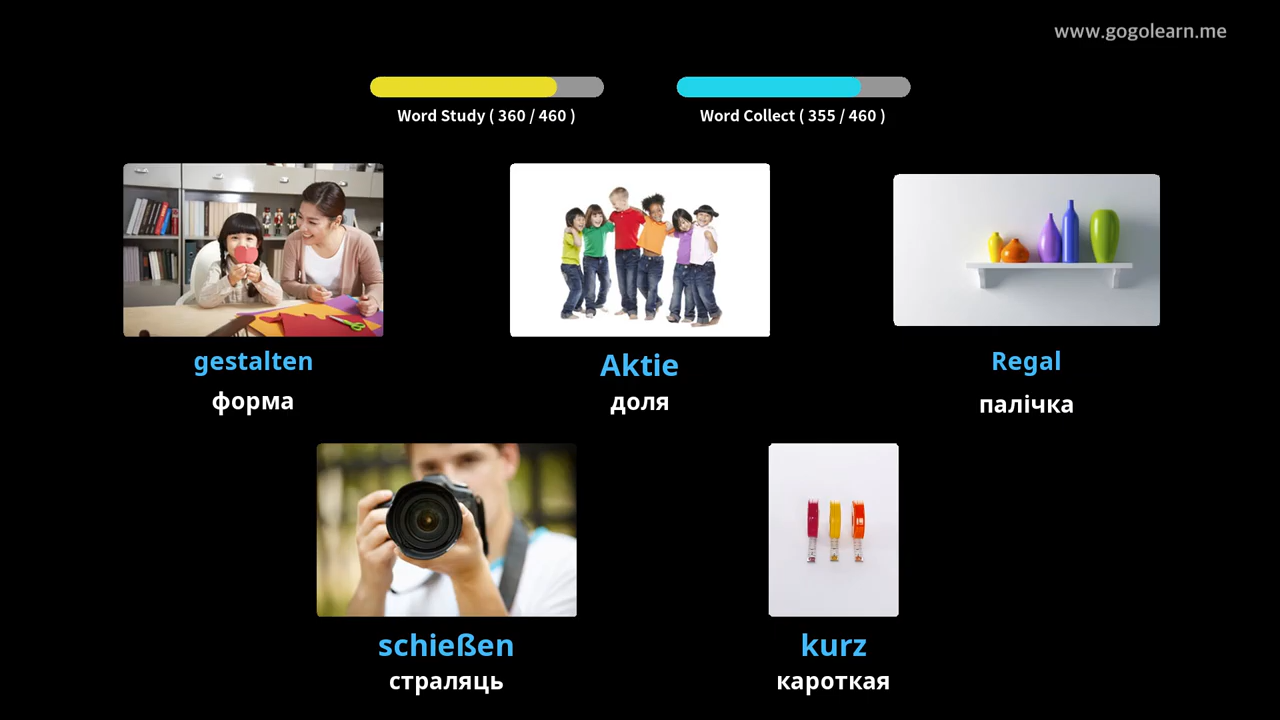 www.gogolearn.me
Word Study ( 360 / 460 )
Word Collect ( 355 / 460 )
gestalten
форма
Aktie
доля
Regal
палічка
schießen
страляць
kurz
кароткая